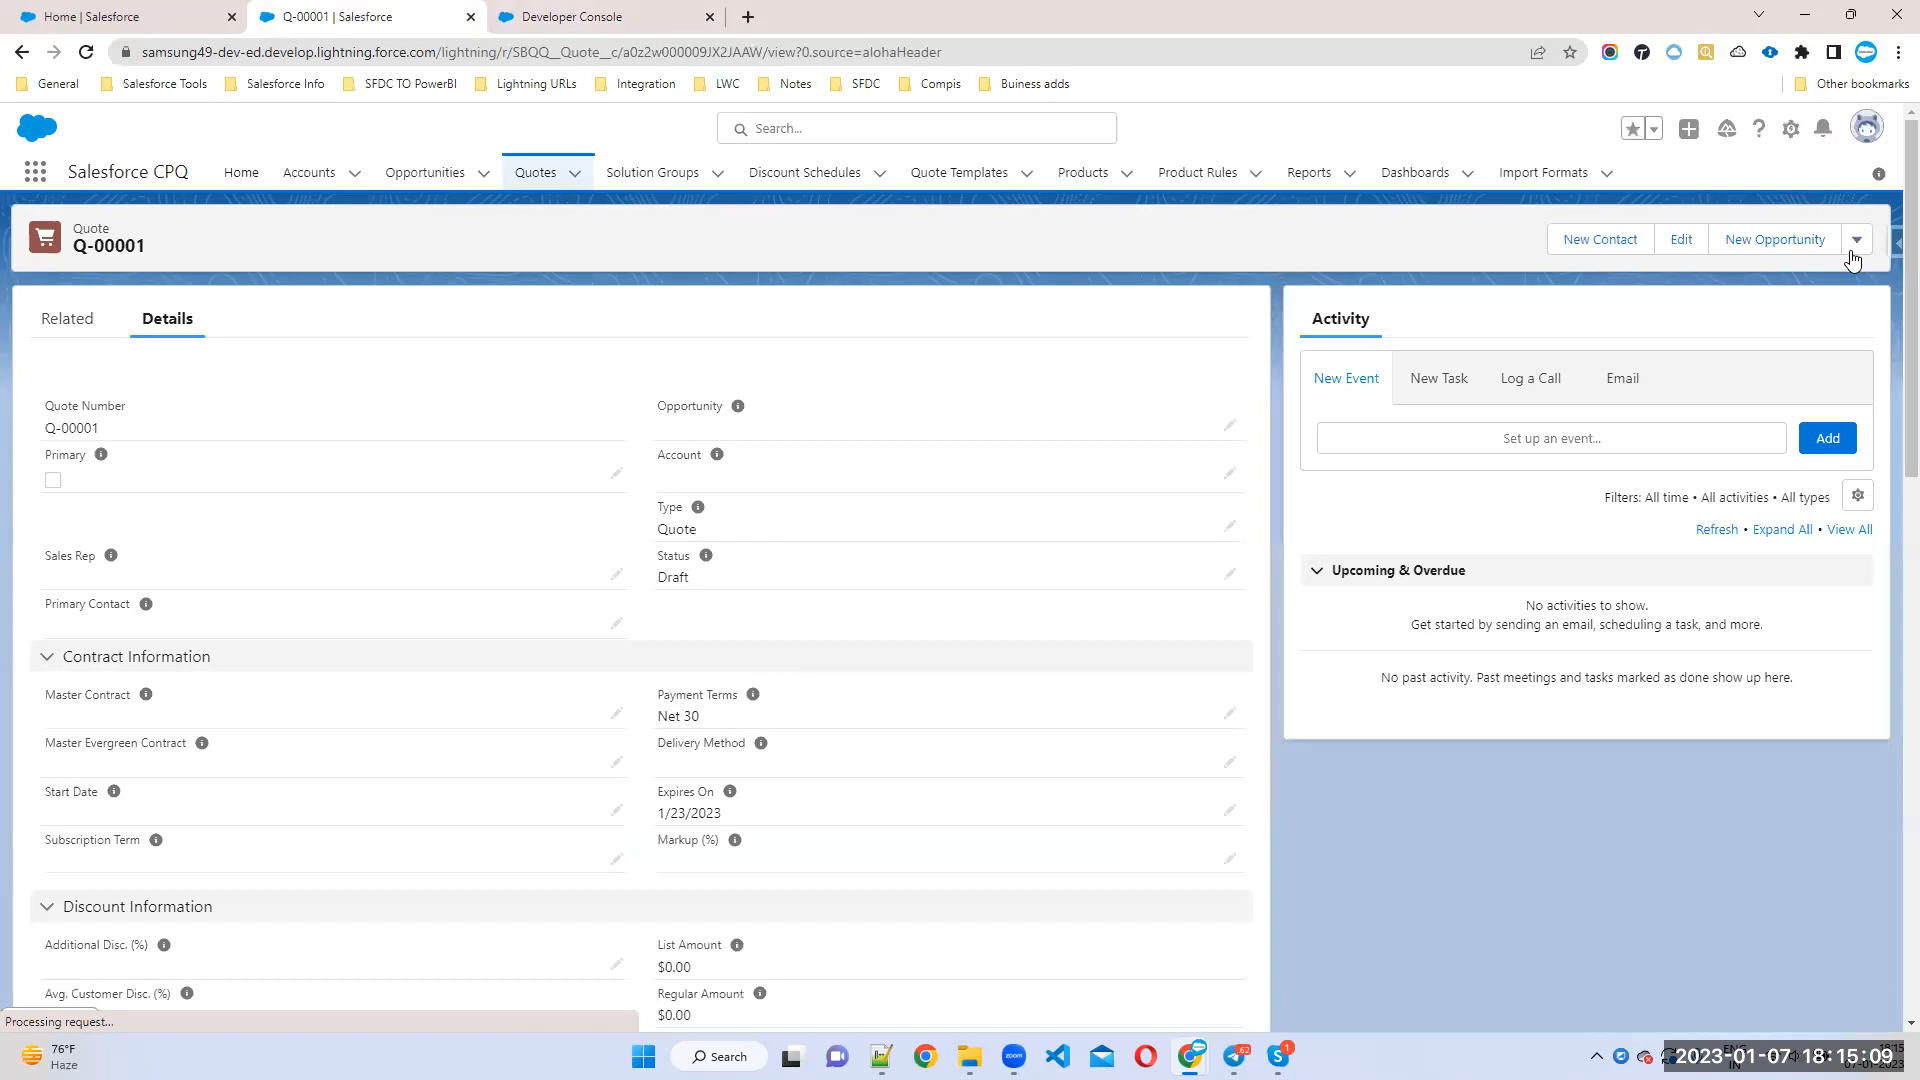 Home | Salesforce
Q-00001 | Salesforce
Developer Console
samsung49-dev-ed.develop.lightning.force.com/lightning/r/SBQQ__Quote__c/a0z2w000009JX2JAAW/view?0.source=alohaHeader
General
Salesforce Tools
Salesforce Info
SFDC TO PowerBI
Lightning URLs
Integration
LWC
Notes
SFDC
Compis
Buiness adds
Other bookmarks
Search...
Salesforce CPQ
Home
Accounts
Opportunities
Quotes
Solution Groups
Discount Schedules
Quote Templates
Products
Product Rules
Reports
Dashboards
Import Formats
Quote
Q-00001
New Contact
Edit
New Opportunity
Related
Details
Quote Number
Q-00001
Opportunity
Primary
Account
Type
Quote
Sales Rep
Status
Draft
Primary Contact
Contract Information
Master Contract
Payment Terms
Net 30
Master Evergreen Contract
Delivery Method
Start Date
Expires On
1/23/2023
Subscription Term
Markup (%)
Discount Information
Additional Disc. (%)
List Amount
$0.00
Avg. Customer Disc. (%)
Regular Amount
$0.00
Processing request...
Activity
New Event
New Task
Log a Call
Email
Set up an event...
Add
Filters: All time • All activities • All types
Refresh • Expand All • View All
Upcoming & Overdue
No activities to show.
Get started by sending an email, scheduling a task, and more.
No past activity. Past meetings and tasks marked as done show up here.
76°F
Haze
Search
zoom
62
S
1
2023-01-07 18:15:09